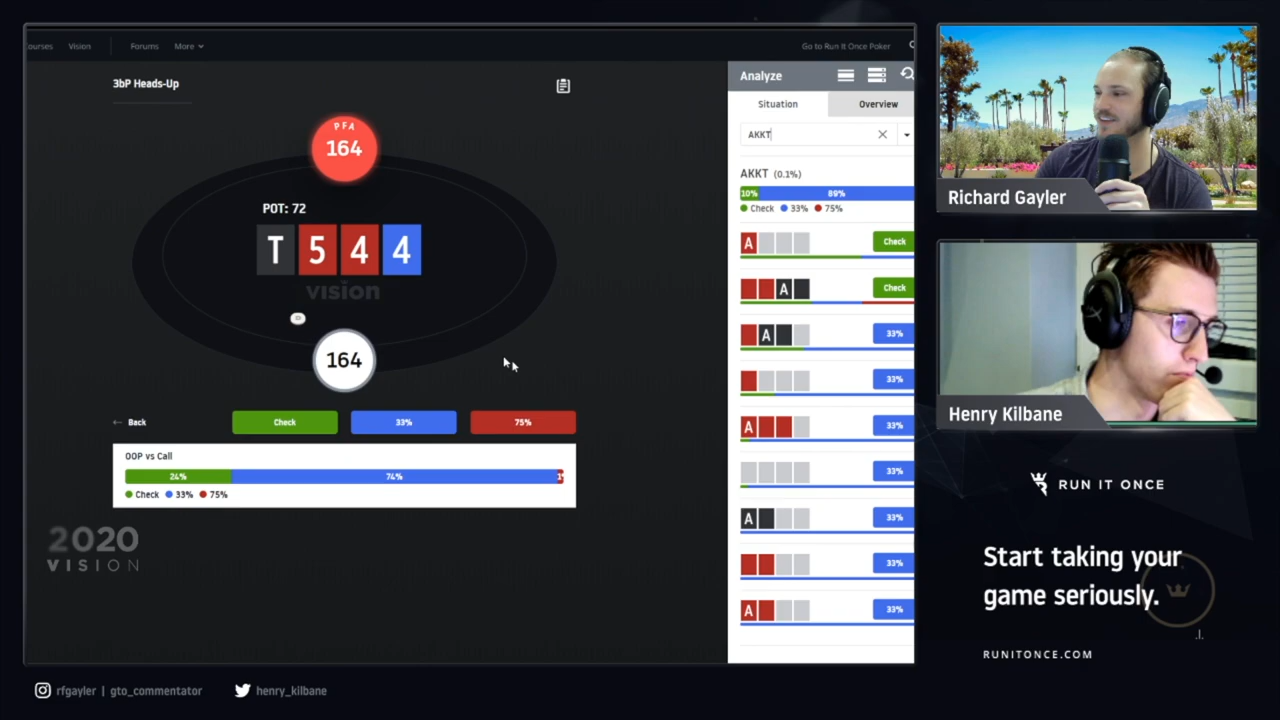 ourses Vision Forums More Go to Run It Once Poker
3bP Heads-Up
PFA
164
POT: 72
T 5 4 4
vision
164
Back Check 33% 75%
OOP vs Call
24% 74%
Check 33% 75%
2020
VISION
Analyze
Situation Overview
AKKT
AKKT (0.1%)
10% 89%
Check 33% 75%
A Check
A Check
A 33%
33%
A 33%
33%
A 33%
33%
A 33%
Richard Gayler
Henry Kilbane
RUN IT ONCE
Start taking your
game seriously.
RUNITONCE.COM
rfgayler | gto_commentator henry_kilbane